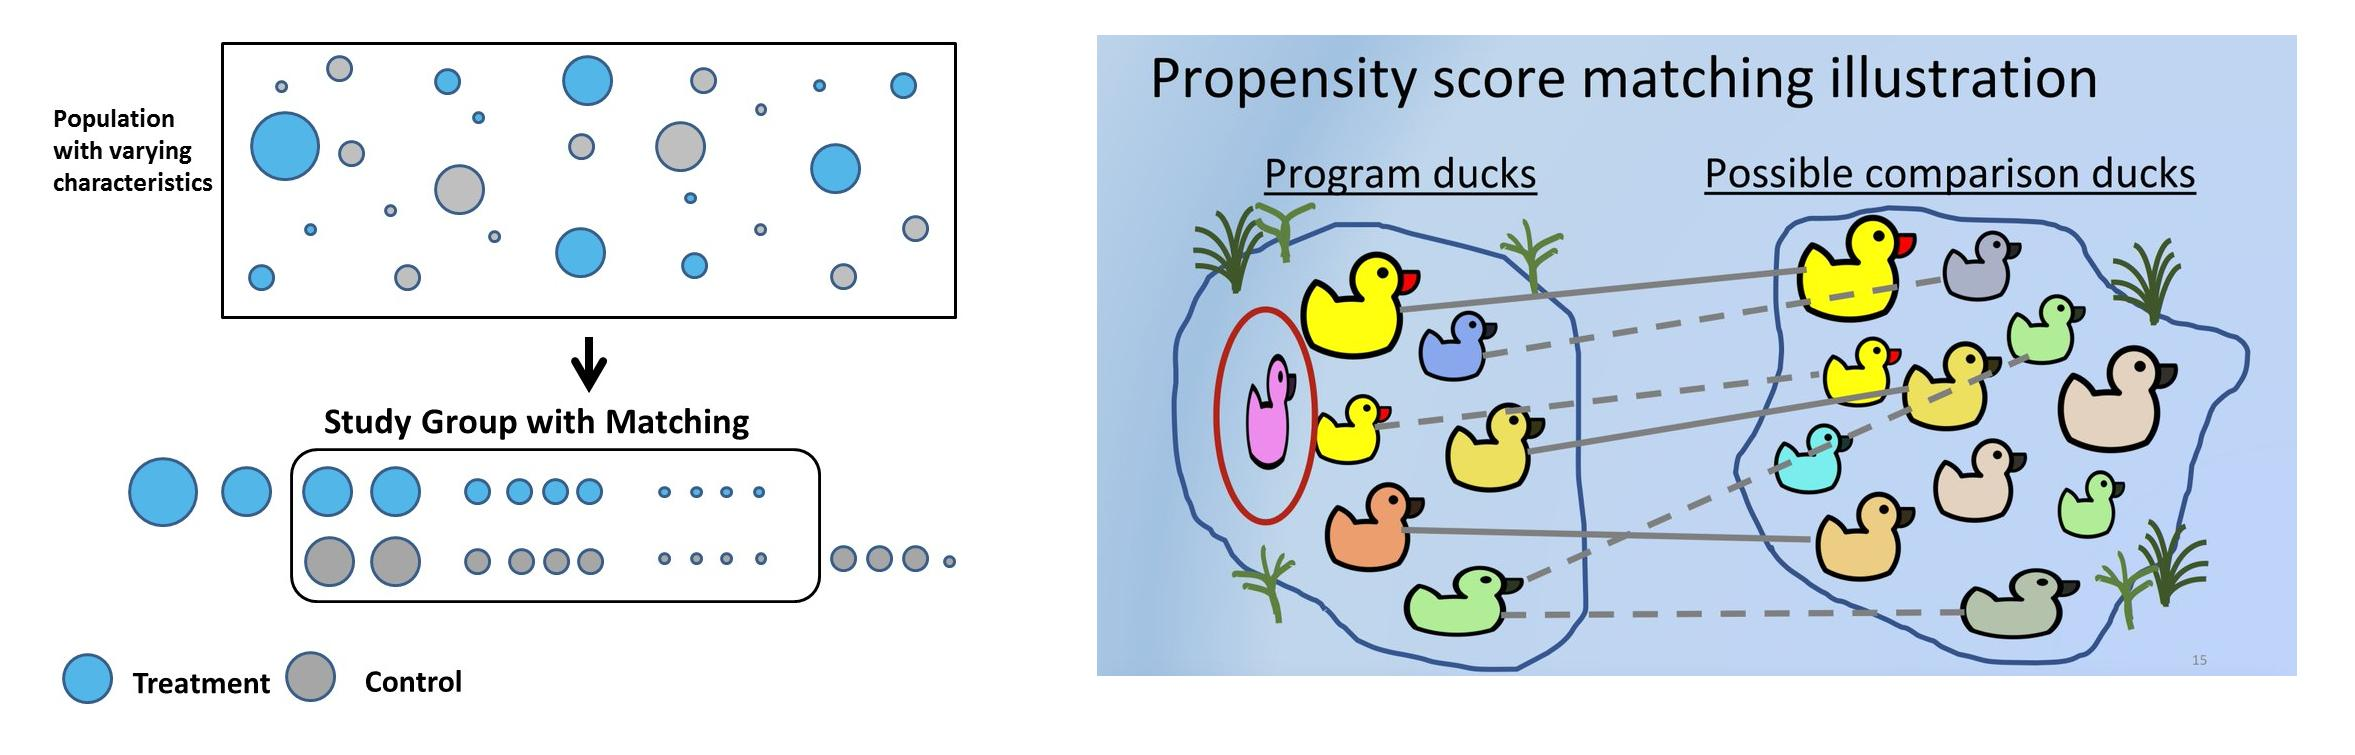 Population
with varying
characteristics
Study Group with Matching
Treatment
Control
Propensity score matching illustration
Program ducks
Possible comparison ducks
15